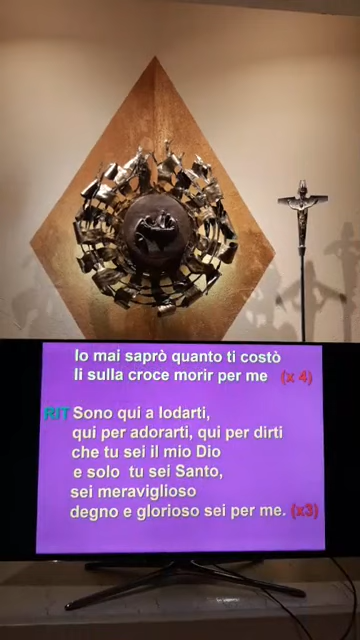 Io mai saprò quanto ti costò
li sulla croce morir per me (x 4)
RIT Sono qui a lodarti,
qui per adorarti, qui per dirti
che tu sei il mio Dio
e solo tu sei Santo,
sei meraviglioso
degno e glorioso sei per me. (x3)